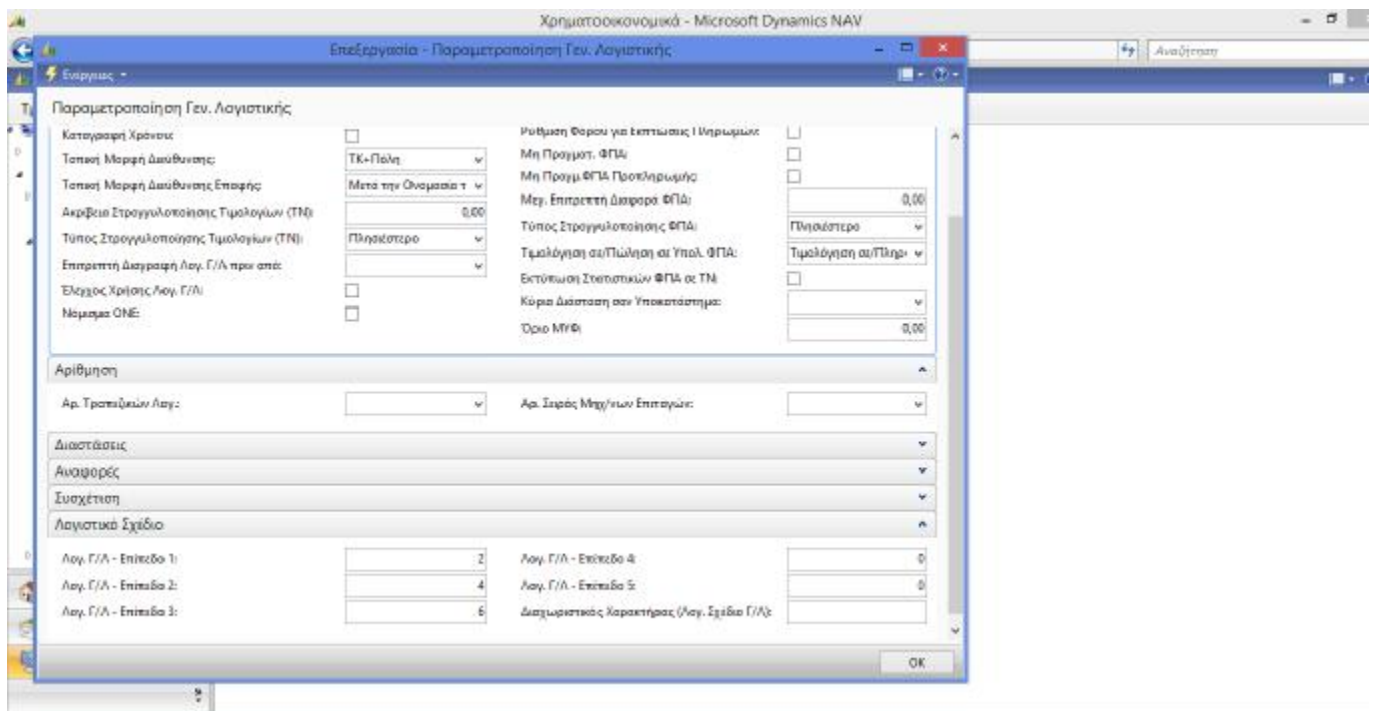 Χρηματοοικονομικά - Microsoft Dynamics NAV
Επεξεργασία - Παραμετροποίηση Γεν. Λογιστικής
Αναζήτηση
Ενέργειες
Παραμετροποίηση Γεν. Λογιστικής
Καταγραφή Χρόνου:
Τοπική Μορφή Διεύθυνσης: ΤΚ+Πόλη
Τοπική Μορφή Διεύθυνσης Επαφής: Μετά την Ονομασία τ
Ακρίβεια Στρογγυλοποίησης Τιμολογίων (ΤΝ): 0,00
Τύπος Στρογγυλοποίησης Τιμολογίων (ΤΝ): Πλησιέστερο
Επιτρεπτή Διαγραφή Λογ. Γ/Λ πριν από:
Έλεγχος Χρήσης Λογ. Γ/Λ:
Νόμισμα ΟΝΕ:
Ρύθμιση Φόρου για Εκπτώσεις Πληρωμών:
Μη Πραγματ. ΦΠΑ:
Μη Πραγμ.ΦΠΑ Προπληρωμής:
Μεγ. Επιτρεπτή Διαφορά ΦΠΑ: 0,00
Τύπος Στρογγυλοποίησης ΦΠΑ: Πλησιέστερο
Τιμολόγηση σε/Πώληση σε Υπολ. ΦΠΑ: Τιμολόγηση σε/Πληρ
Εκτύπωση Στατιστικών ΦΠΑ σε ΤΝ:
Κύρια Διάσταση σαν Υποκατάστημα:
Όριο ΜΥΦ: 0,00
Αρίθμηση
Αρ. Τραπεζικών Λογ.:
Αρ. Σειράς Μηχ/νων Επιταγών:
Διαστάσεις
Αναφορές
Συσχέτιση
Λογιστικό Σχέδιο
Λογ. Γ/Λ - Επίπεδο 1: 2
Λογ. Γ/Λ - Επίπεδο 2: 4
Λογ. Γ/Λ - Επίπεδο 3: 6
Λογ. Γ/Λ - Επίπεδο 4: 0
Λογ. Γ/Λ - Επίπεδο 5: 0
Διαχωριστικός Χαρακτήρας (Λογ. Σχέδιο Γ/Λ):
OK